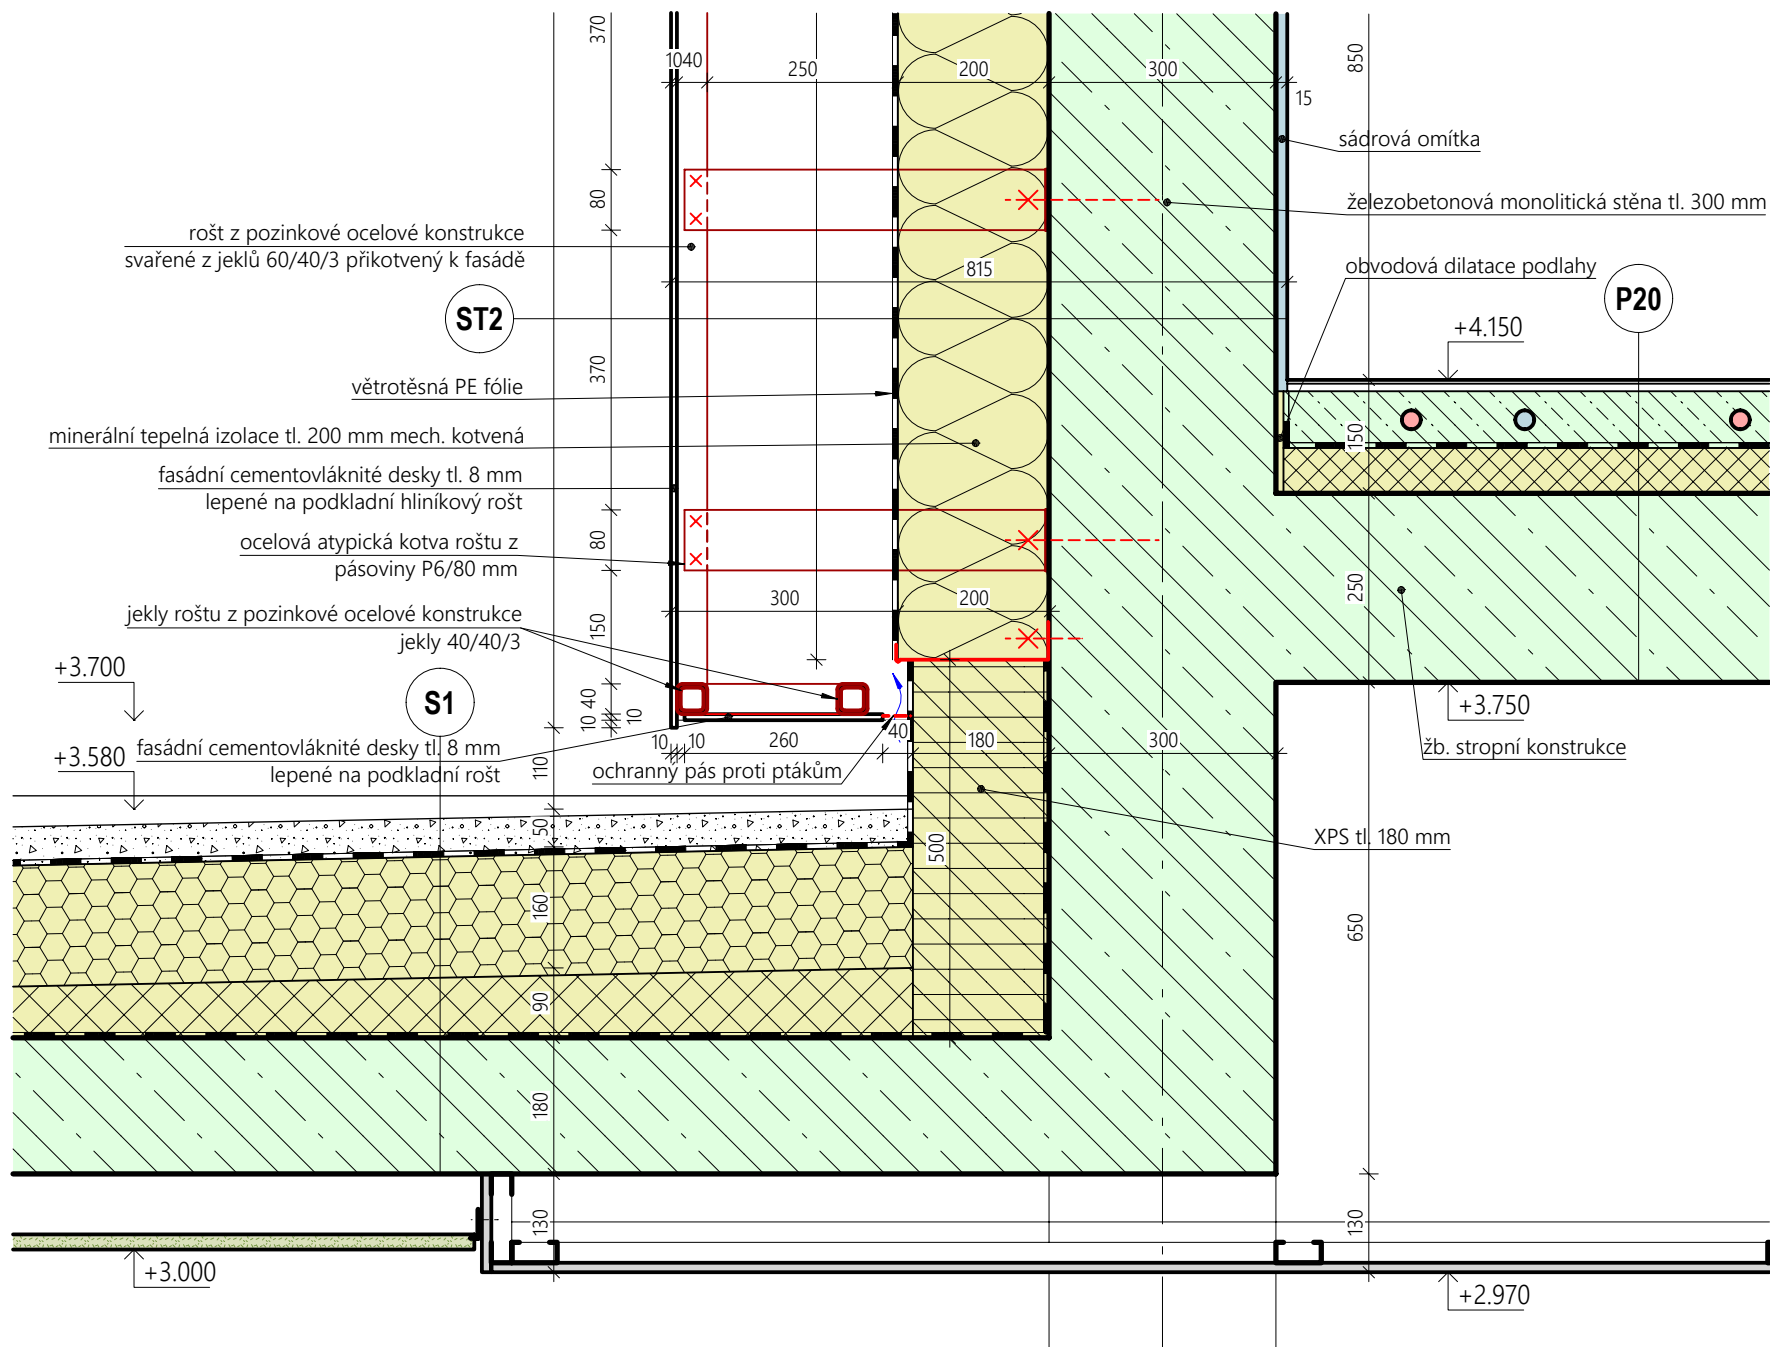 370
850
1040
250
200
300
15
sádrová omítka
80
železobetonová monolitická stěna tl. 300 mm
rošt z pozinkové ocelové konstrukce
svařené z jeklů 60/40/3 přikotvený k fasádě
815
obvodová dilatace podlahy
ST2
P20
+4.150
370
větrotěsná PE fólie
minerální tepelná izolace tl. 200 mm mech. kotvená
150
fasádní cementovláknité desky tl. 8 mm
lepené na podkladní hliníkový rošt
80
ocelová atypická kotva roštu z
pásoviny P6/80 mm
250
300
200
jekly roštu z pozinkové ocelové konstrukce
jekly 40/40/3
150
+3.700
S1
40
10
10
+3.750
fasádní cementovláknité desky tl. 8 mm
lepené na podkladní rošt
10
10
260
40
180
300
žb. stropní konstrukce
+3.580
110
ochranný pás proti ptákům
50
XPS tl. 180 mm
500
160
650
90
180
130
130
+3.000
+2.970